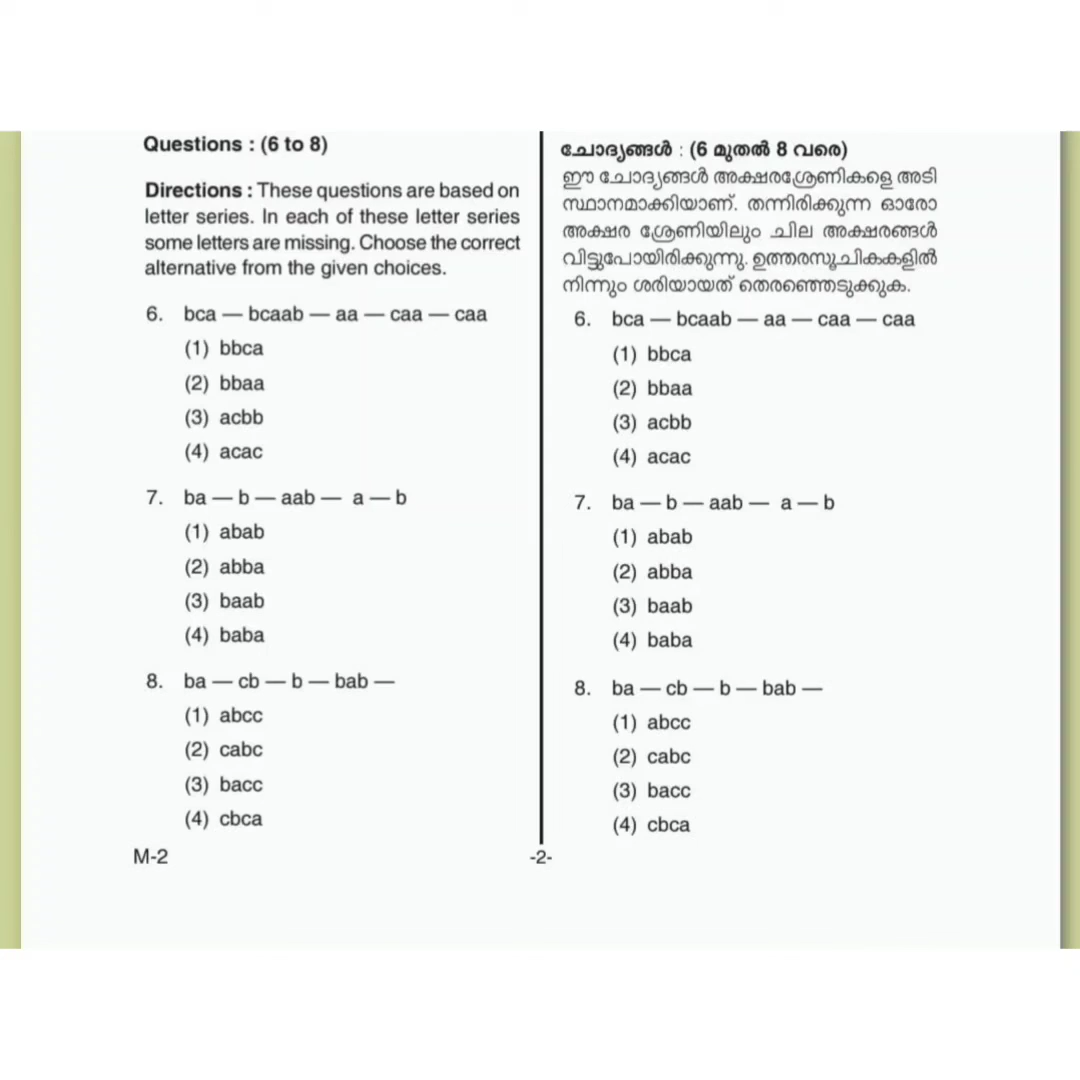 Questions : (6 to 8)
Directions : These questions are based on
letter series. In each of these letter series
some letters are missing. Choose the correct
alternative from the given choices.
6. bca — bcaab — aa — caa — caa
(1) bbca
(2) bbaa
(3) acbb
(4) acac
7. ba — b — aab — a — b
(1) abab
(2) abba
(3) baab
(4) baba
8. ba — cb — b — bab —
(1) abcc
(2) cabc
(3) bacc
(4) cbca
ചോദ്യങ്ങൾ : (6 മുതൽ 8 വരെ)
ഈ ചോദ്യങ്ങൾ അക്ഷരശ്രേണികളെ അടി
സ്ഥാനമാക്കിയാണ്. തന്നിരിക്കുന്ന ഓരോ
അക്ഷര ശ്രേണിയിലും ചില അക്ഷരങ്ങൾ
വിട്ടുപോയിരിക്കുന്നു. ഉത്തരസൂചികകളിൽ
നിന്നും ശരിയായത് തെരഞ്ഞെടുക്കുക.
6. bca — bcaab — aa — caa — caa
(1) bbca
(2) bbaa
(3) acbb
(4) acac
7. ba — b — aab — a — b
(1) abab
(2) abba
(3) baab
(4) baba
8. ba — cb — b — bab —
(1) abcc
(2) cabc
(3) bacc
(4) cbca
M-2
-2-